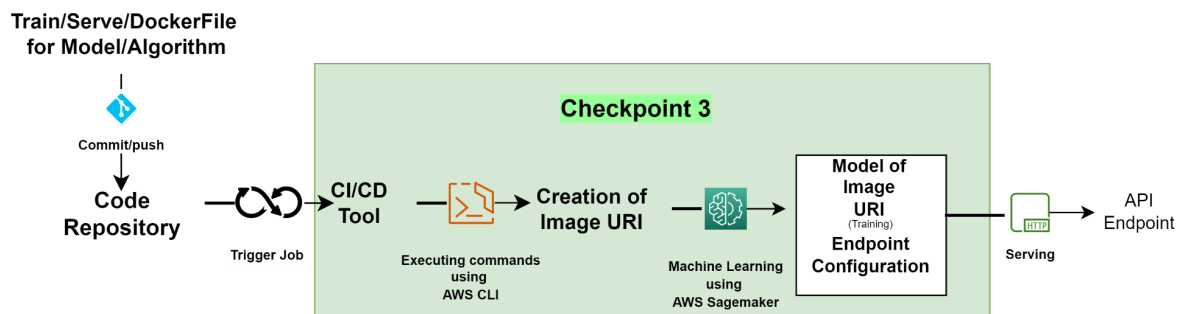 Train/Serve/DockerFile
for Model/Algorithm
Commit/push
Code
Repository
Trigger Job
Checkpoint 3
CI/CD
Tool
Executing commands
using
AWS CLI
Creation of
Image URI
Machine Learning
using
AWS Sagemaker
Model of
Image
URI
(Training)
Endpoint
Configuration
HTTP
Serving
API
Endpoint